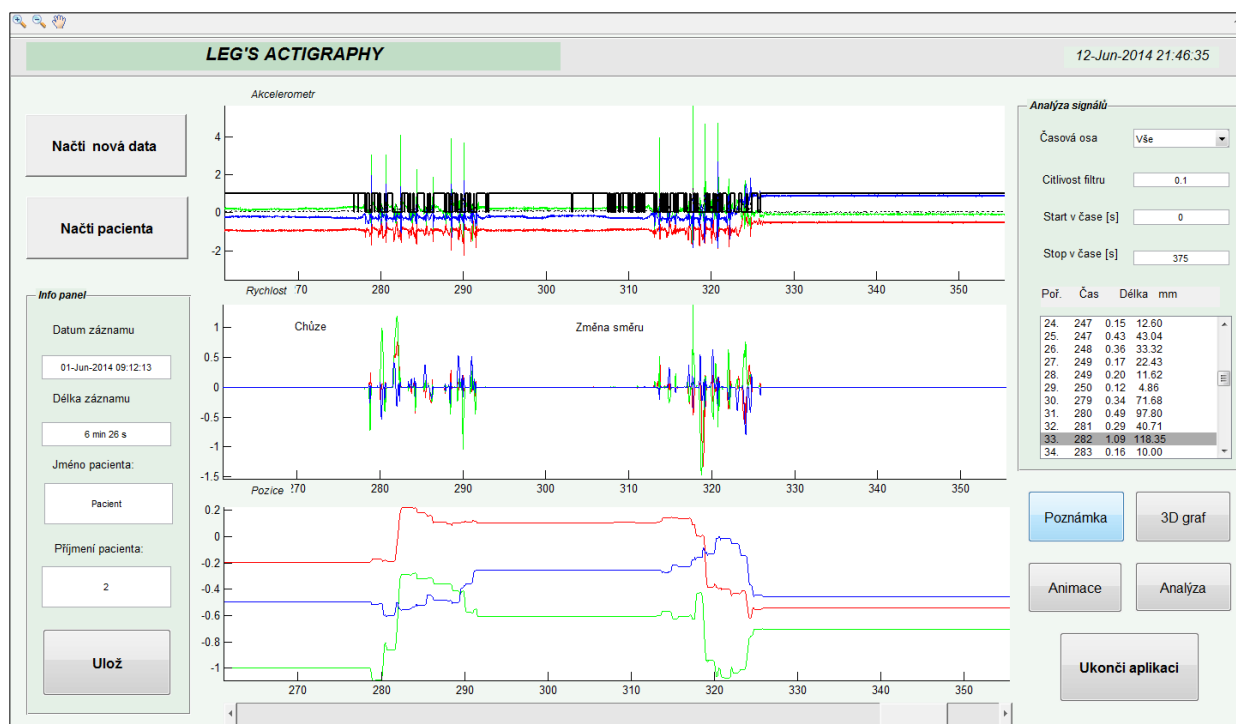 LEG'S ACTIGRAPHY
12-Jun-2014 21:46:35
Načti nová data
Načti pacienta
Info panel
Datum záznamu
01-Jun-2014 09:12:13
Délka záznamu
6 min 26 s
Jméno pacienta:
Pacient
Příjmení pacienta:
2
Ulož
Akcelerometr
4
2
0
-2
Rychlost
70 280 290 300 310 320 330 340 350
Chůze
Změna směru
1
0.5
0
-0.5
-1
-1.5
Pozice
270 280 290 300 310 320 330 340 350
0.2
0
-0.2
-0.4
-0.6
-0.8
-1
270 280 290 300 310 320 330 340 350
Analýza signálů
Časová osa Vše
Citlivost filtru 0.1
Start v čase [s] 0
Stop v čase [s] 375
Poř. Čas Délka mm
24. 247 0.15 12.60
25. 247 0.43 43.04
26. 248 0.36 33.32
27. 249 0.17 22.43
28. 249 0.20 11.62
29. 250 0.12 4.86
30. 279 0.34 71.68
31. 280 0.49 97.80
32. 281 0.29 40.71
33. 282 1.09 118.35
34. 283 0.16 10.00
Poznámka
3D graf
Animace
Analýza
Ukonči aplikaci